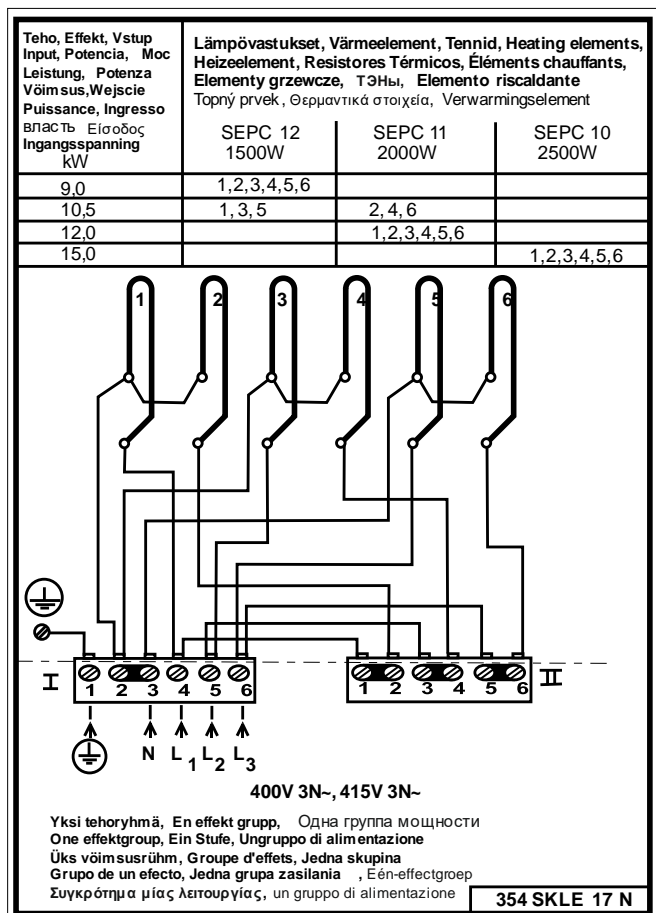 Teho, Effekt, Vstup
Input, Potencia, Moc
Leistung, Potenza
Vöimsus,Wejscie
Puissance, Ingresso
власть Είσοδος
Ingangsspanning
kW
Lämpövastukset, Värmeelement, Tennid, Heating elements,
Heizeelement, Resistores Térmicos, Éléments chauffants,
Elementy grzewcze, ТЭНы, Elemento riscaldante
Topný prvek, Θερμαντικά στοιχεία, Verwarmingselement
SEPC 12 SEPC 11 SEPC 10
1500W 2000W 2500W
9,0 1,2,3,4,5,6
10,5 1, 3, 5 2, 4, 6
12,0 1,2,3,4,5,6
15,0 1,2,3,4,5,6
1 2 3 4 5 6
I 1 2 3 4 5 6 1 2 3 4 5 6 II
N L1 L2 L3
400V 3N~, 415V 3N~
Yksi tehoryhmä, En effekt grupp, Одна группа мощности
One effektgroup, Ein Stufe, Ungruppo di alimentazione
Üks vöimsusrühm, Groupe d'effets, Jedna skupina
Grupo de un efecto, Jedna grupa zasilania , Eén-effectgroep
Συγκρότημα μίας λειτουργίας, un gruppo di alimentazione
354 SKLE 17 N